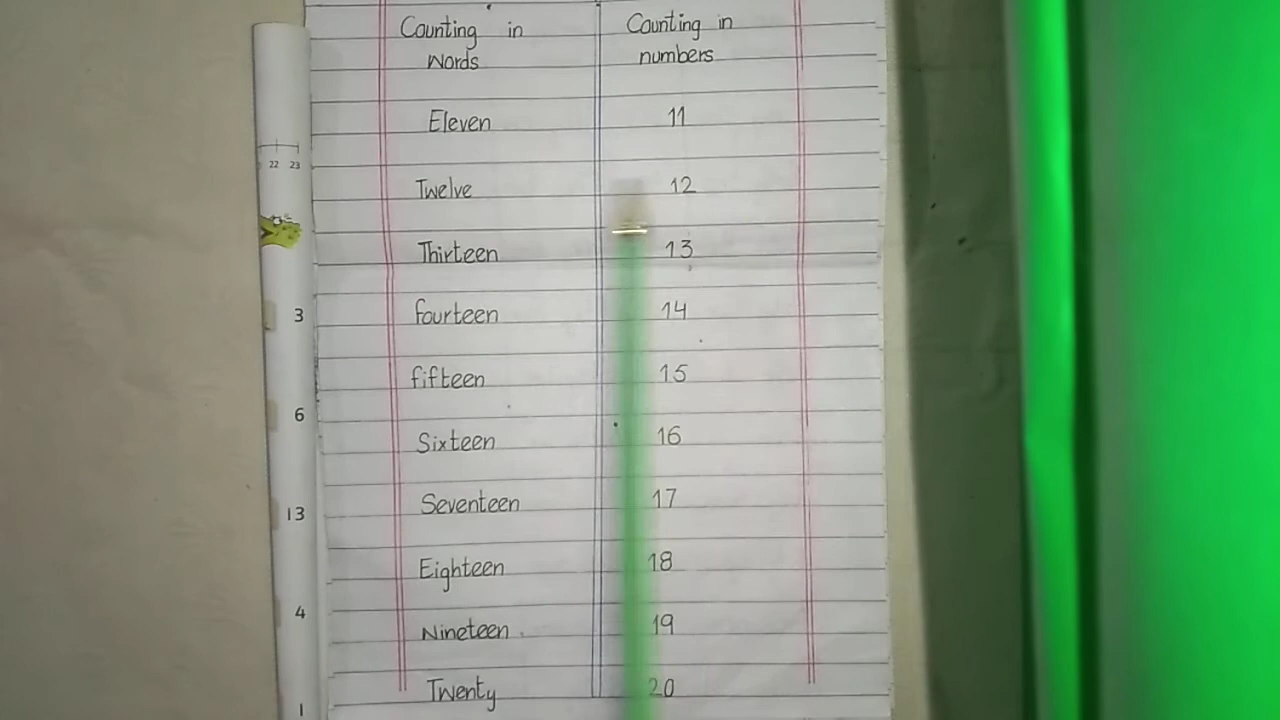 Counting in Counting in
Words numbers
Eleven 11
Twelve 12
Thirteen 13
fourteen 14
fifteen 15
Sixteen 16
Seventeen 17
Eighteen 18
Nineteen 19
Twenty 20
22 23
3
6
13
4
1